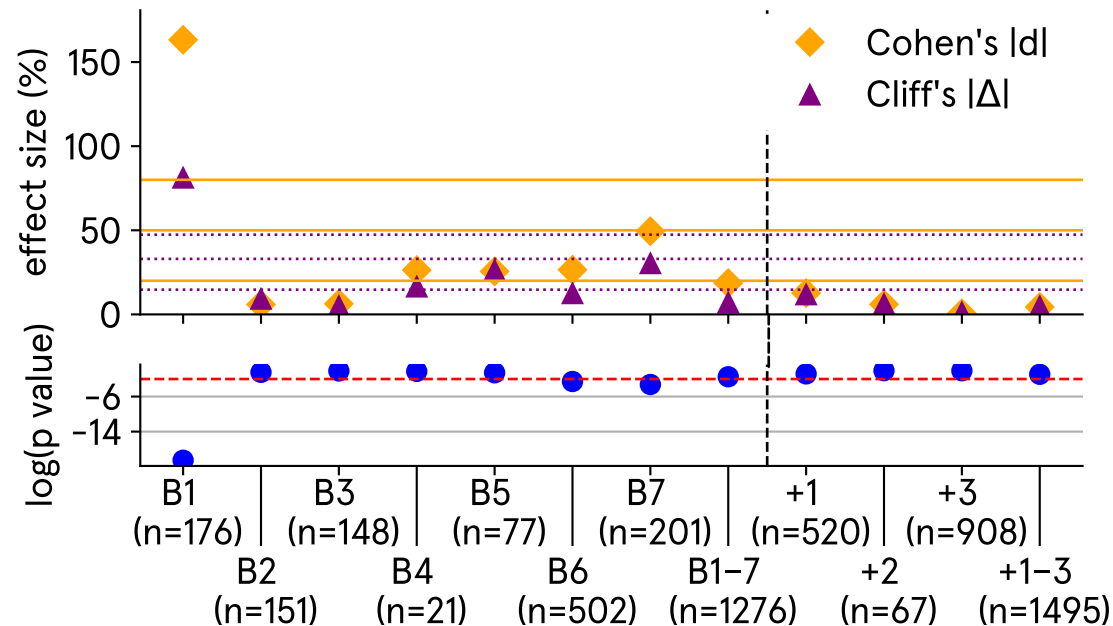 Cohen's |d|
Cliff's |Δ|
effect size (%)
150
100
50
0
log(p value)
−6
−14
B1
(n=176)
B2
(n=151)
B3
(n=148)
B4
(n=21)
B5
(n=77)
B6
(n=502)
B7
(n=201)
B1−7
(n=1276)
+1
(n=520)
+2
(n=67)
+3
(n=908)
+1−3
(n=1495)